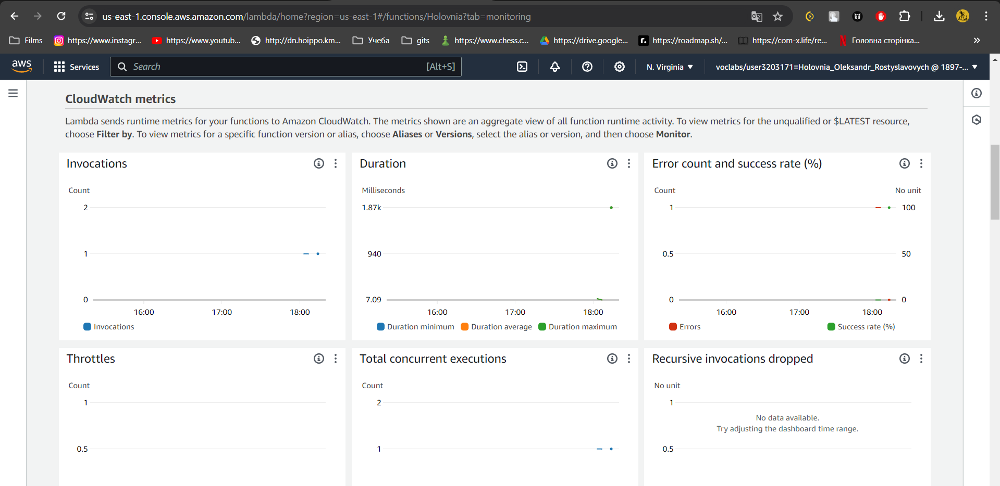 us-east-1.console.aws.amazon.com/lambda/home?region=us-east-1#/functions/Holovnia?tab=monitoring
Films https://www.instagr... https://www.youtub... http://dn.hoippo.km... Учеба gits https://www.chess.c... https://drive.google... https://roadmap.sh/... https://com-x.life/re... Головна сторінка...
aws Services Search [Alt+S] N. Virginia voclabs/user3203171=Holovnia_Oleksandr_Rostyslavovych @ 1897-...
CloudWatch metrics
Lambda sends runtime metrics for your functions to Amazon CloudWatch. The metrics shown are an aggregate view of all function runtime activity. To view metrics for the unqualified or $LATEST resource,
choose Filter by. To view metrics for a specific function version or alias, choose Aliases or Versions, select the alias or version, and then choose Monitor.
Invocations
Count
2
1
0
16:00 17:00 18:00
Invocations
Duration
Milliseconds
1.87k
940
7.09
16:00 17:00 18:00
Duration minimum Duration average Duration maximum
Error count and success rate (%)
Count No unit
1 100
0.5 50
0 0
16:00 17:00 18:00
Errors Success rate (%)
Throttles
Count
1
0.5
Total concurrent executions
Count
2
1
Recursive invocations dropped
No unit
1
No data available.
Try adjusting the dashboard time range.
0.5